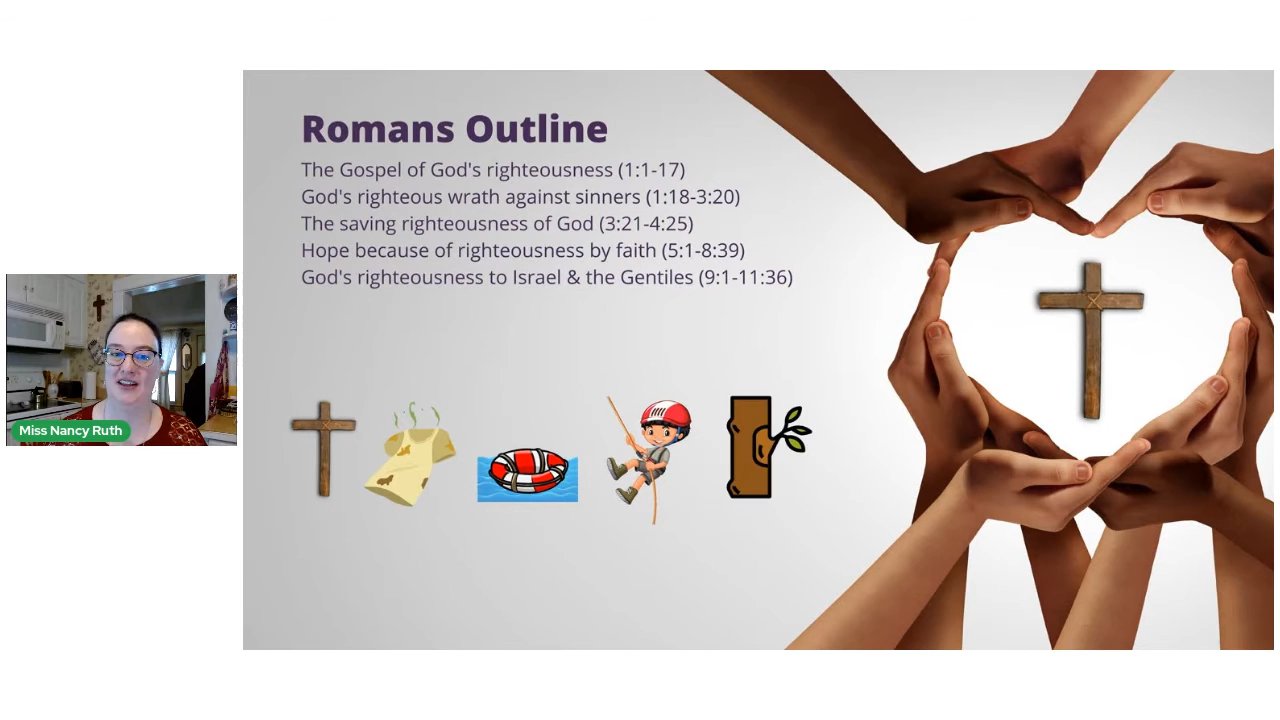 Romans Outline
The Gospel of God's righteousness (1:1-17)
God's righteous wrath against sinners (1:18-3:20)
The saving righteousness of God (3:21-4:25)
Hope because of righteousness by faith (5:1-8:39)
God's righteousness to Israel & the Gentiles (9:1-11:36)
Miss Nancy Ruth